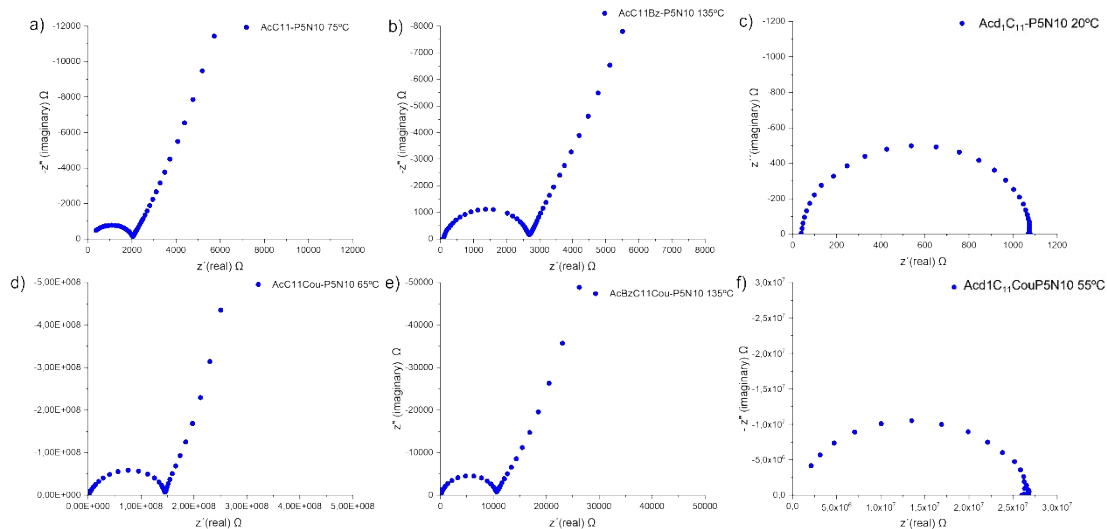 a)
AcC11-P5N10 75ºC
-12000
-10000
-8000
-6000
-4000
-2000
0
0 2000 4000 6000 8000 10000 12000
-z" (imaginary) Ω
z´(real) Ω
b)
AcC11Bz-P5N10 135ºC
-8000
-7000
-6000
-5000
-4000
-3000
-2000
-1000
0
0 1000 2000 3000 4000 5000 6000 7000 8000
-z" (imaginary) Ω
z´(real) Ω
c)
Acd₁C₁₁-P5N10 20ºC
-1200
-1000
-800
-600
-400
-200
0
0 200 400 600 800 1000 1200
z´´(imaginary) Ω
z´(real) Ω
d)
AcC11Cou-P5N10 65ºC
-5,00E+008
-4,00E+008
-3,00E+008
-2,00E+008
-1,00E+008
0,00E+000
0,00E+000 1,00E+008 2,00E+008 3,00E+008 4,00E+008 5,00E+008
-z" (imaginary) Ω
z´(real) Ω
e)
AcBzC11Cou-P5N10 135ºC
-50000
-40000
-30000
-20000
-10000
0
0 10000 20000 30000 40000 50000
z" (imaginary) Ω
z´(real) Ω
f)
Acd1C₁₁CouP5N10 55ºC
-3,0x10⁷
-2,5x10⁷
-2,0x10⁷
-1,5x10⁷
-1,0x10⁷
-5,0x10⁶
0,0
0,0 5,0x10⁶ 1,0x10⁷ 1,5x10⁷ 2,0x10⁷ 2,5x10⁷ 3,0x10⁷
- z" (imaginary) Ω
z´(real) Ω